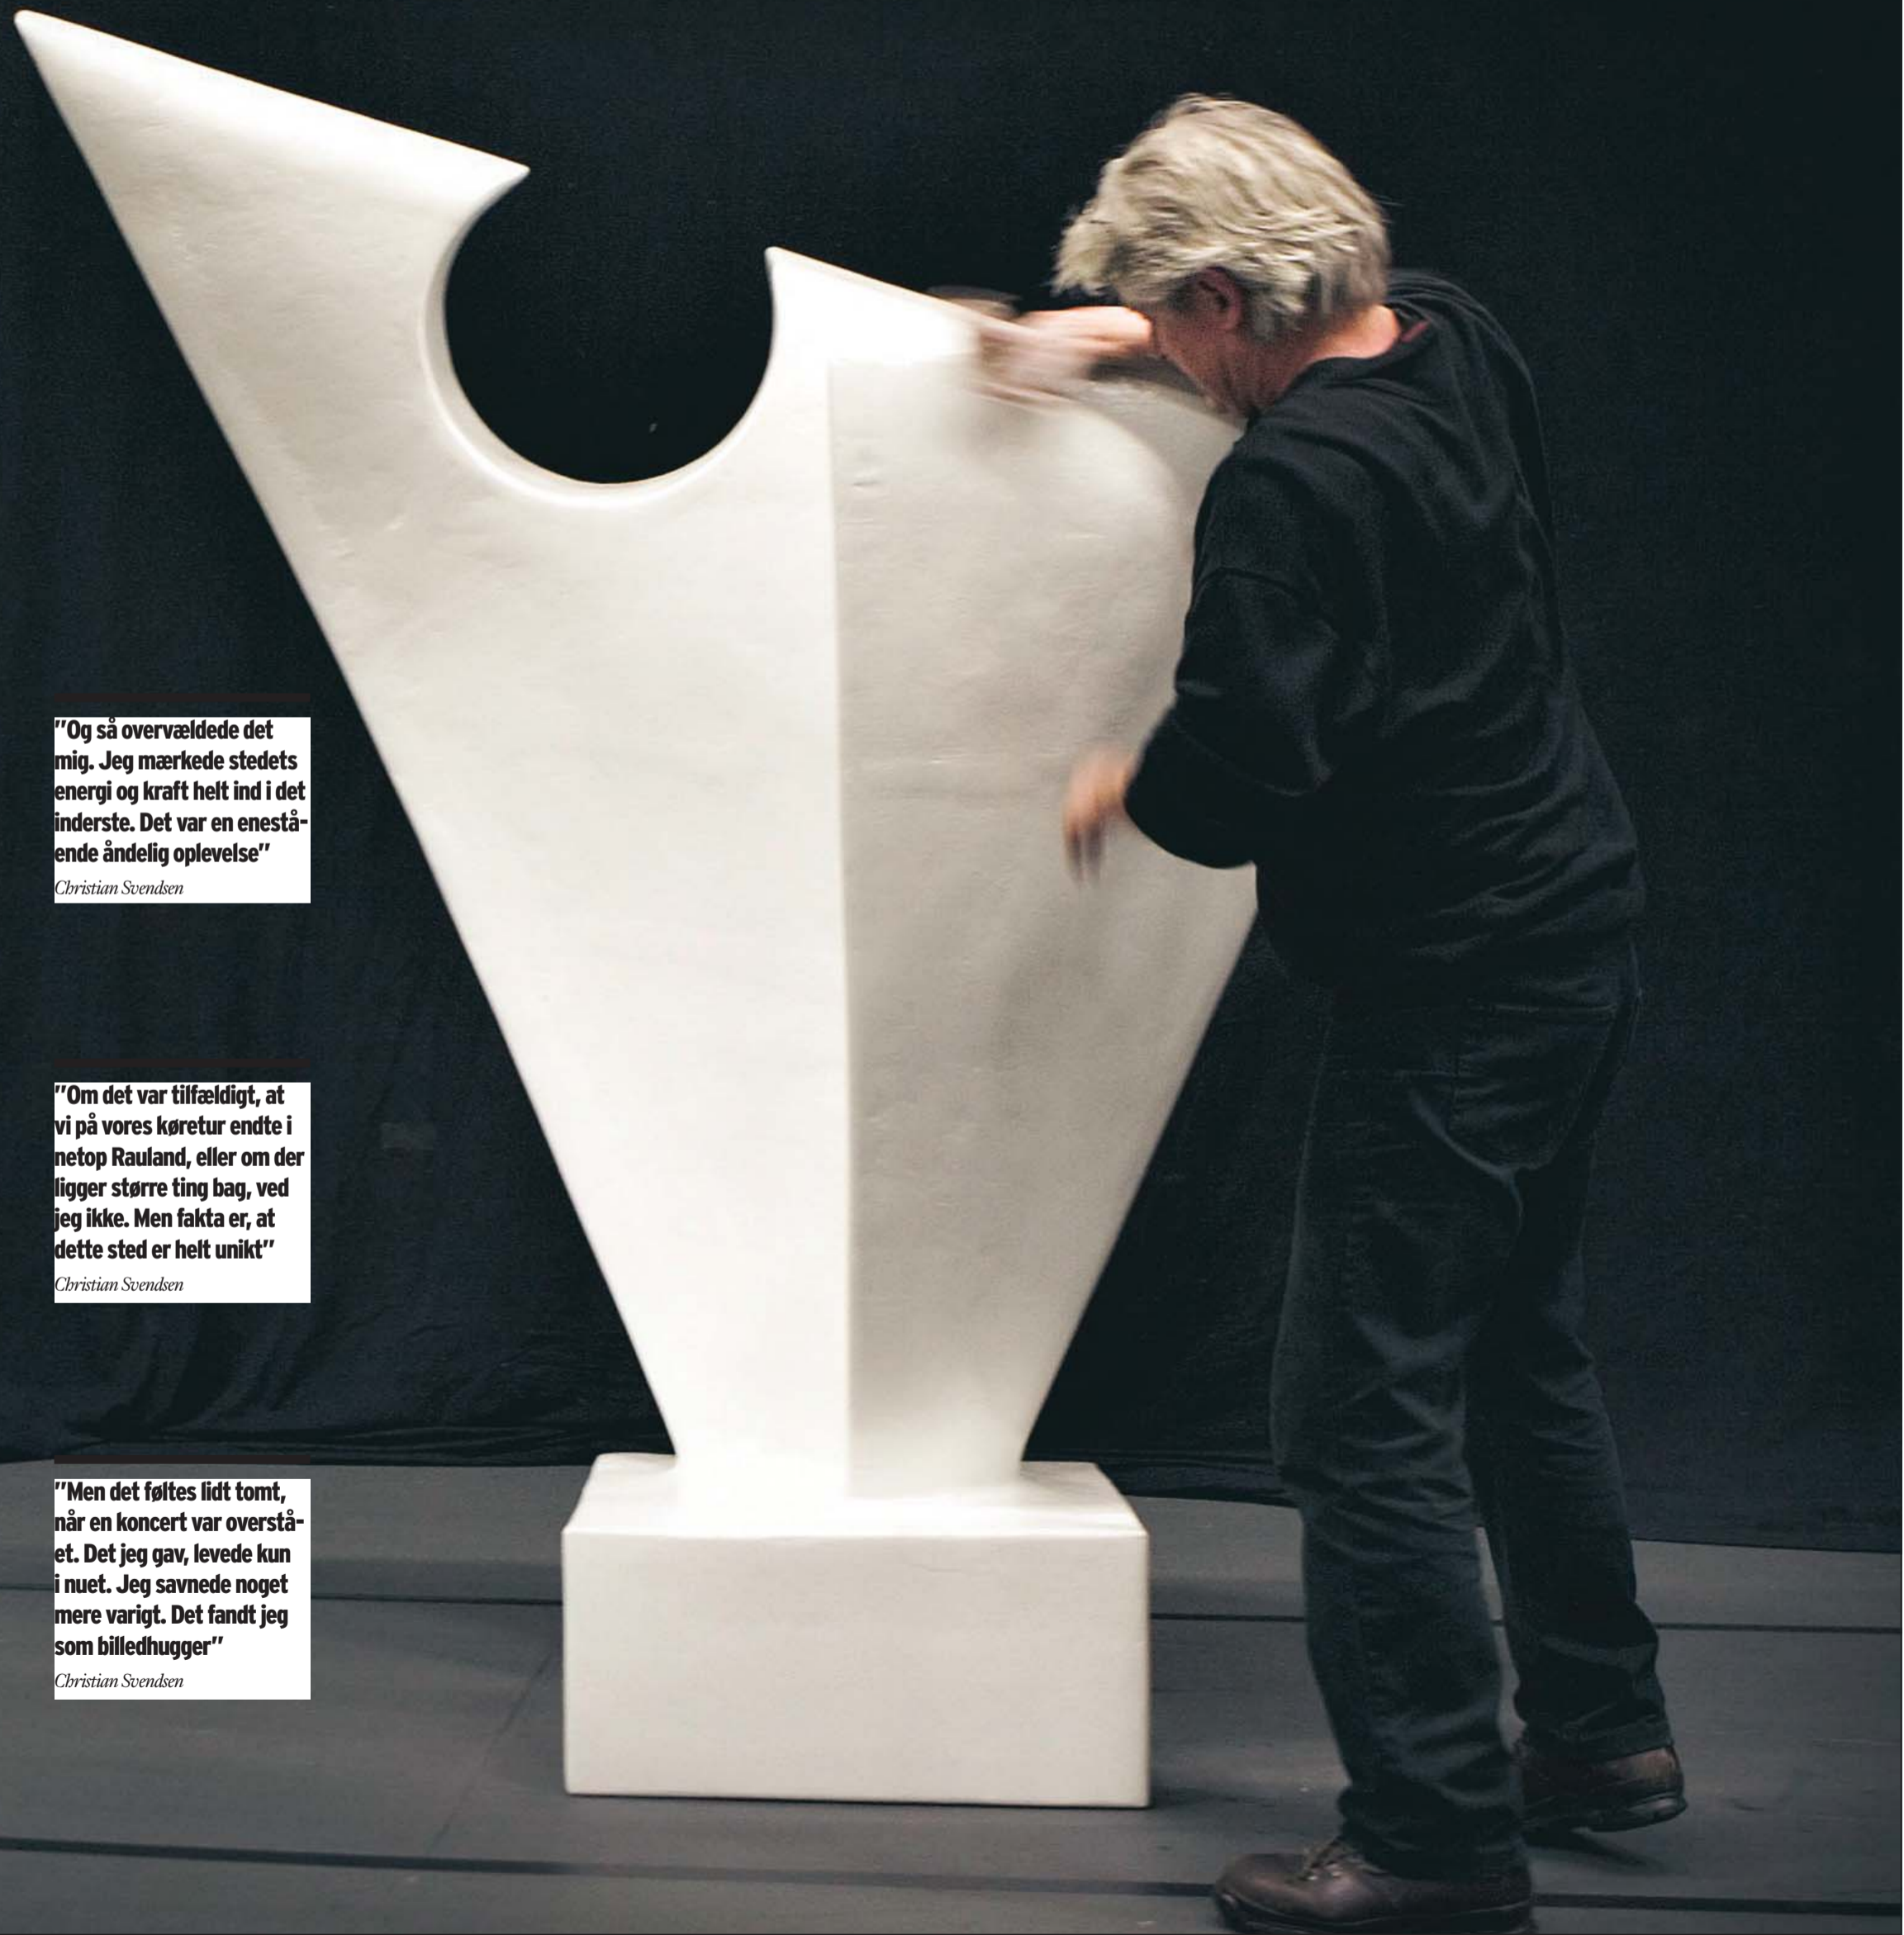 "Og så overvældede det
mig. Jeg mærkede stedets
energi og kraft helt ind i det
inderste. Det var en enestå-
ende åndelig oplevelse"
Christian Svendsen
"Om det var tilfældigt, at
vi på vores køretur endte i
netop Rauland, eller om der
ligger større ting bag, ved
jeg ikke. Men fakta er, at
dette sted er helt unikt"
Christian Svendsen
"Men det føltes lidt tomt,
når en koncert var overstå-
et. Det jeg gav, levede kun
i nuet. Jeg savnede noget
mere varigt. Det fandt jeg
som billedhugger"
Christian Svendsen